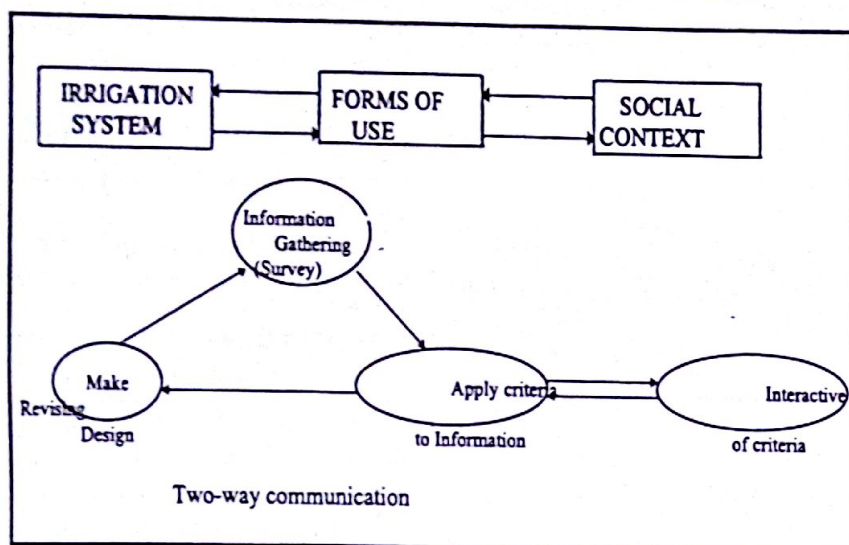 IRRIGATION
SYSTEM
FORMS OF
USE
SOCIAL
CONTEXT
Information
Gathering
(Survey)
Make
Revising
Design
Apply criteria
to Information
Interactive
of criteria
Two-way communication